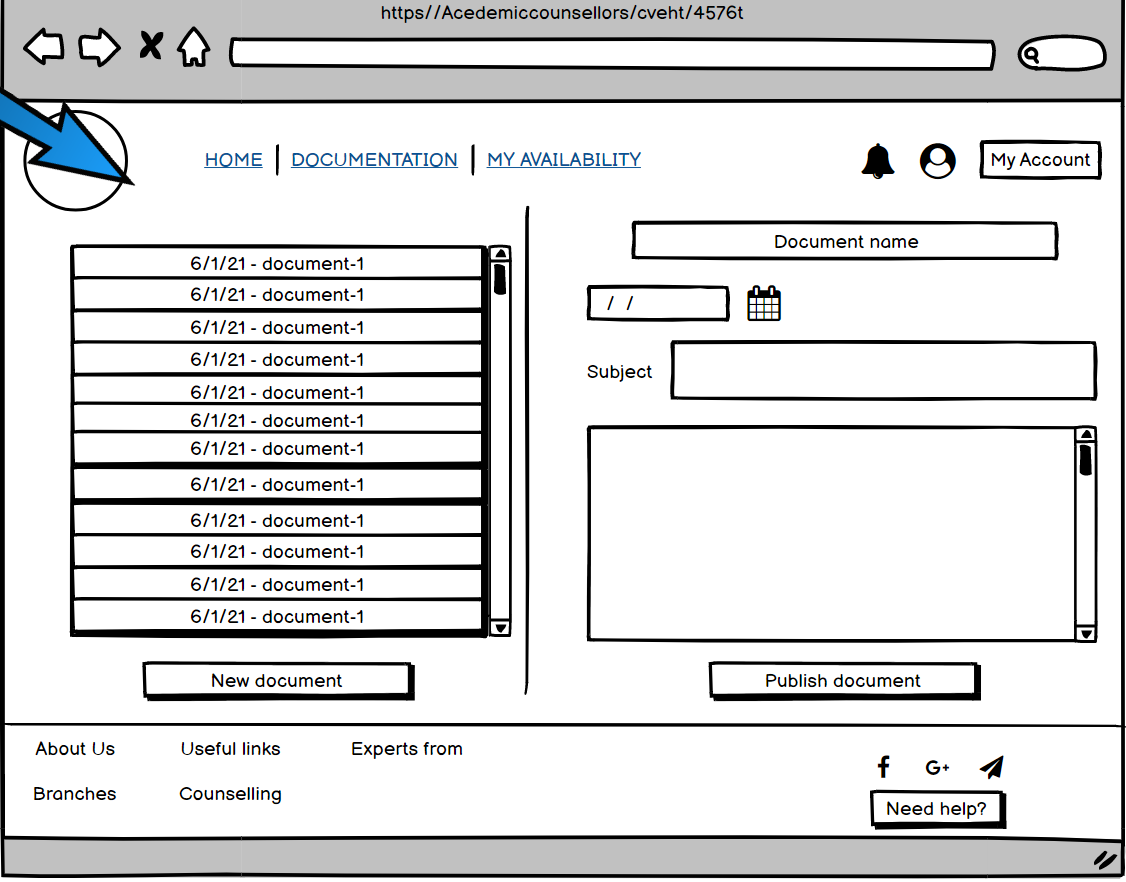 https//Acedemiccounsellors/cveht/4576t
HOME
DOCUMENTATION
MY AVAILABILITY
My Account
6/1/21 - document-1
6/1/21 - document-1
6/1/21 - document-1
6/1/21 - document-1
6/1/21 - document-1
6/1/21 - document-1
6/1/21 - document-1
6/1/21 - document-1
6/1/21 - document-1
6/1/21 - document-1
6/1/21 - document-1
6/1/21 - document-1
New document
Document name
/ /
Subject
Publish document
About Us
Useful links
Experts from
Branches
Counselling
f
G+
Need help?